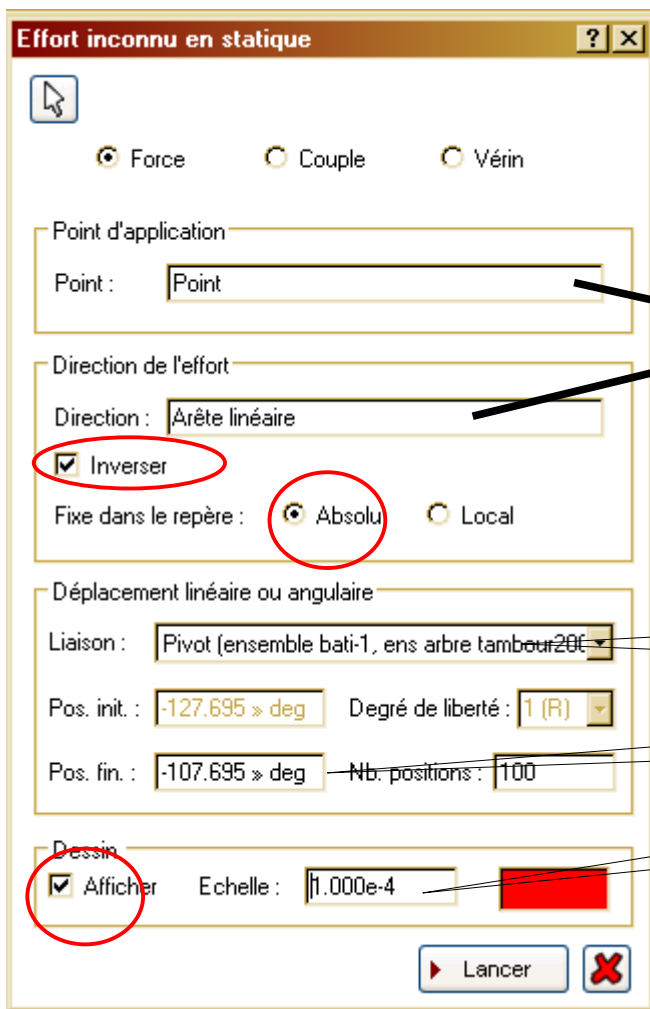 Effort inconnu en statique ? ×
Force Couple Vérin
Point d'application
Point : Point
Direction de l'effort
Direction : Arête linéaire
Inverser
Fixe dans le repère : Absolu Local
Déplacement linéaire ou angulaire
Liaison : Pivot (ensemble bati-1, ens arbre tambour200
Pos. init. : -127.695 » deg Degré de liberté : 1 (R)
Pos. fin. : -107.695 » deg Nb. positions : 100
Dessin
Afficher Echelle : 1.000e-4
Lancer